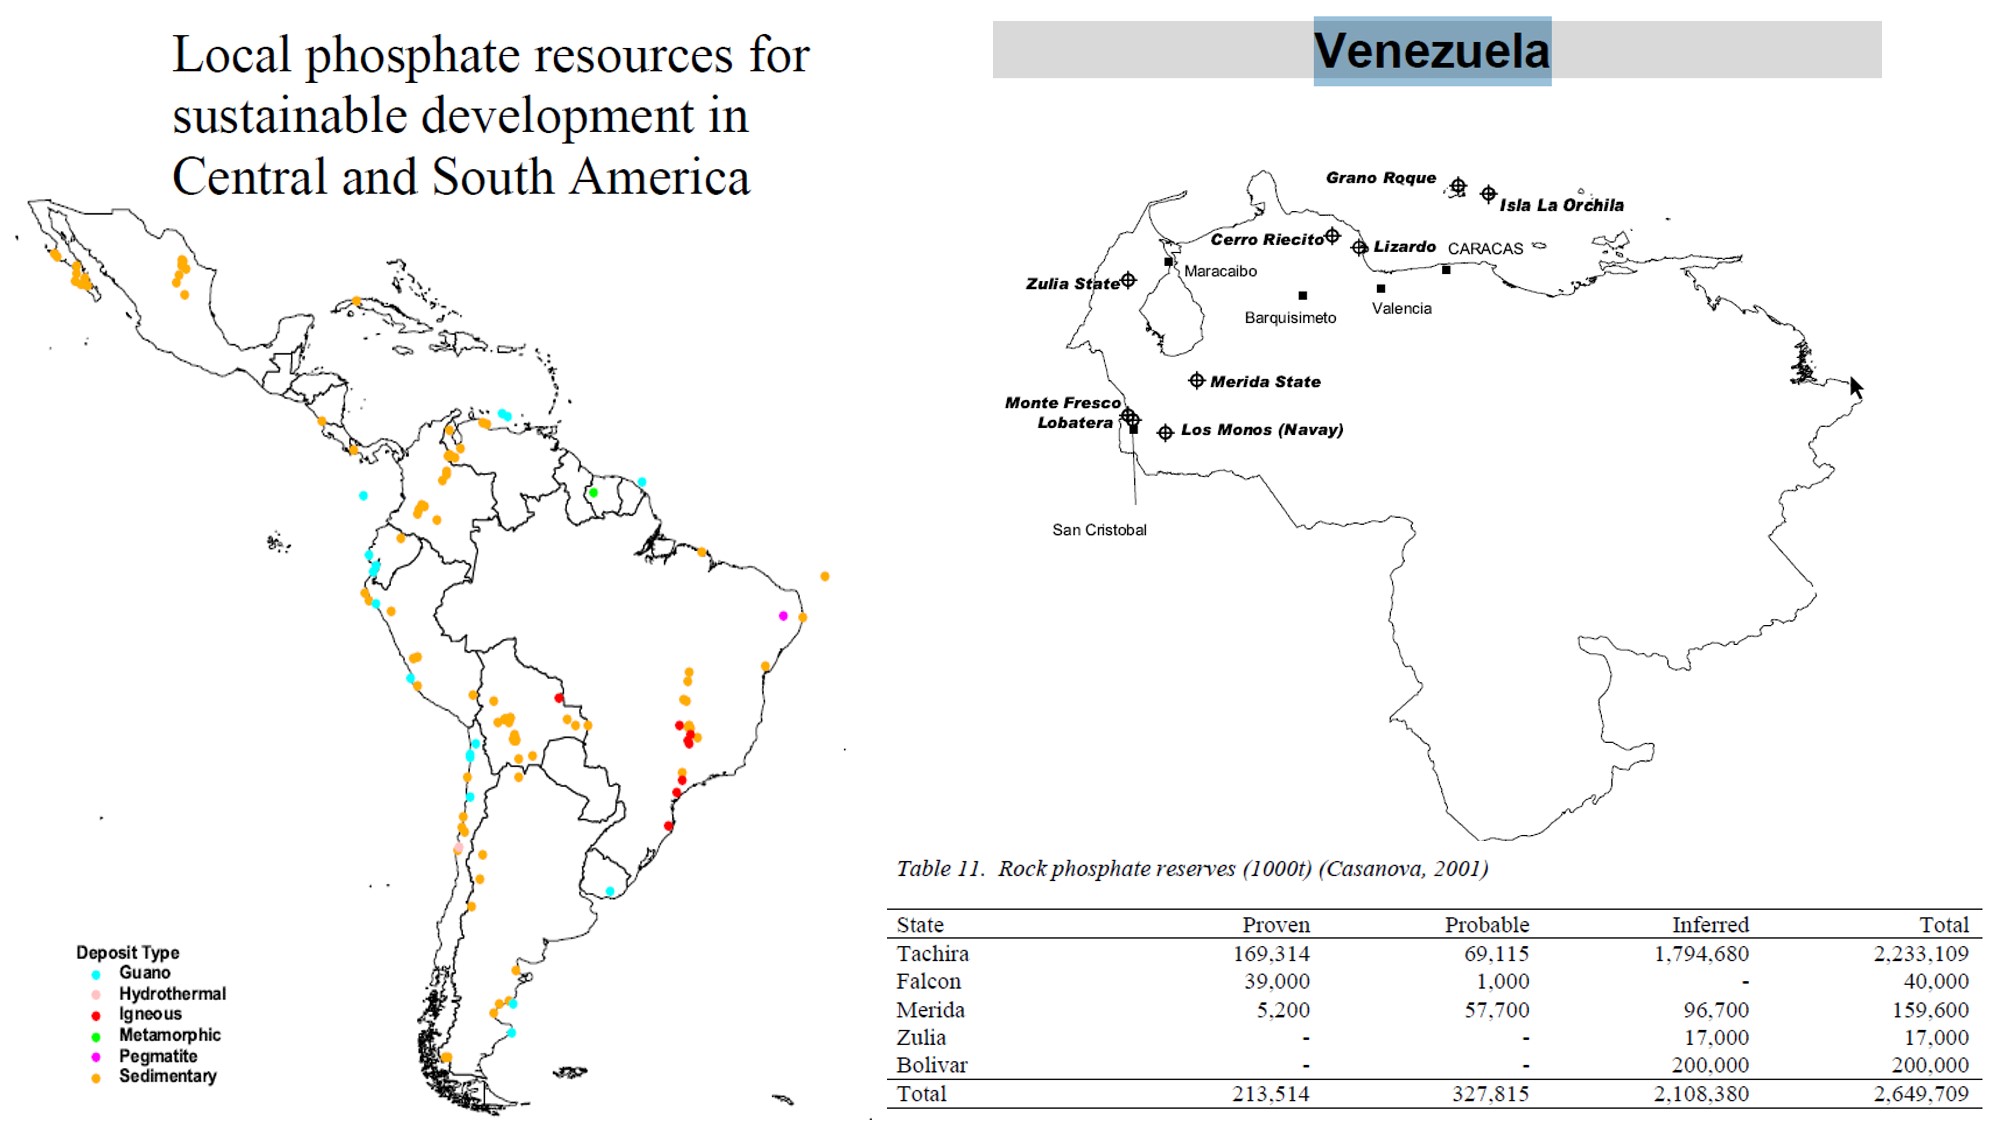 Local phosphate resources for
sustainable development in
Central and South America
Deposit Type
Guano
Hydrothermal
Igneous
Metamorphic
Pegmatite
Sedimentary
Venezuela
Grano Roque
Isla La Orchila
Cerro Riecito
Lizardo
CARACAS
Maracaibo
Zulia State
Barquisimeto
Valencia
Merida State
Monte Fresco
Lobatera
Los Monos (Navay)
San Cristobal
Table 11. Rock phosphate reserves (1000t) (Casanova, 2001)
State Proven Probable Inferred Total
Tachira 169,314 69,115 1,794,680 2,233,109
Falcon 39,000 1,000 - 40,000
Merida 5,200 57,700 96,700 159,600
Zulia - - 17,000 17,000
Bolivar - - 200,000 200,000
Total 213,514 327,815 2,108,380 2,649,709